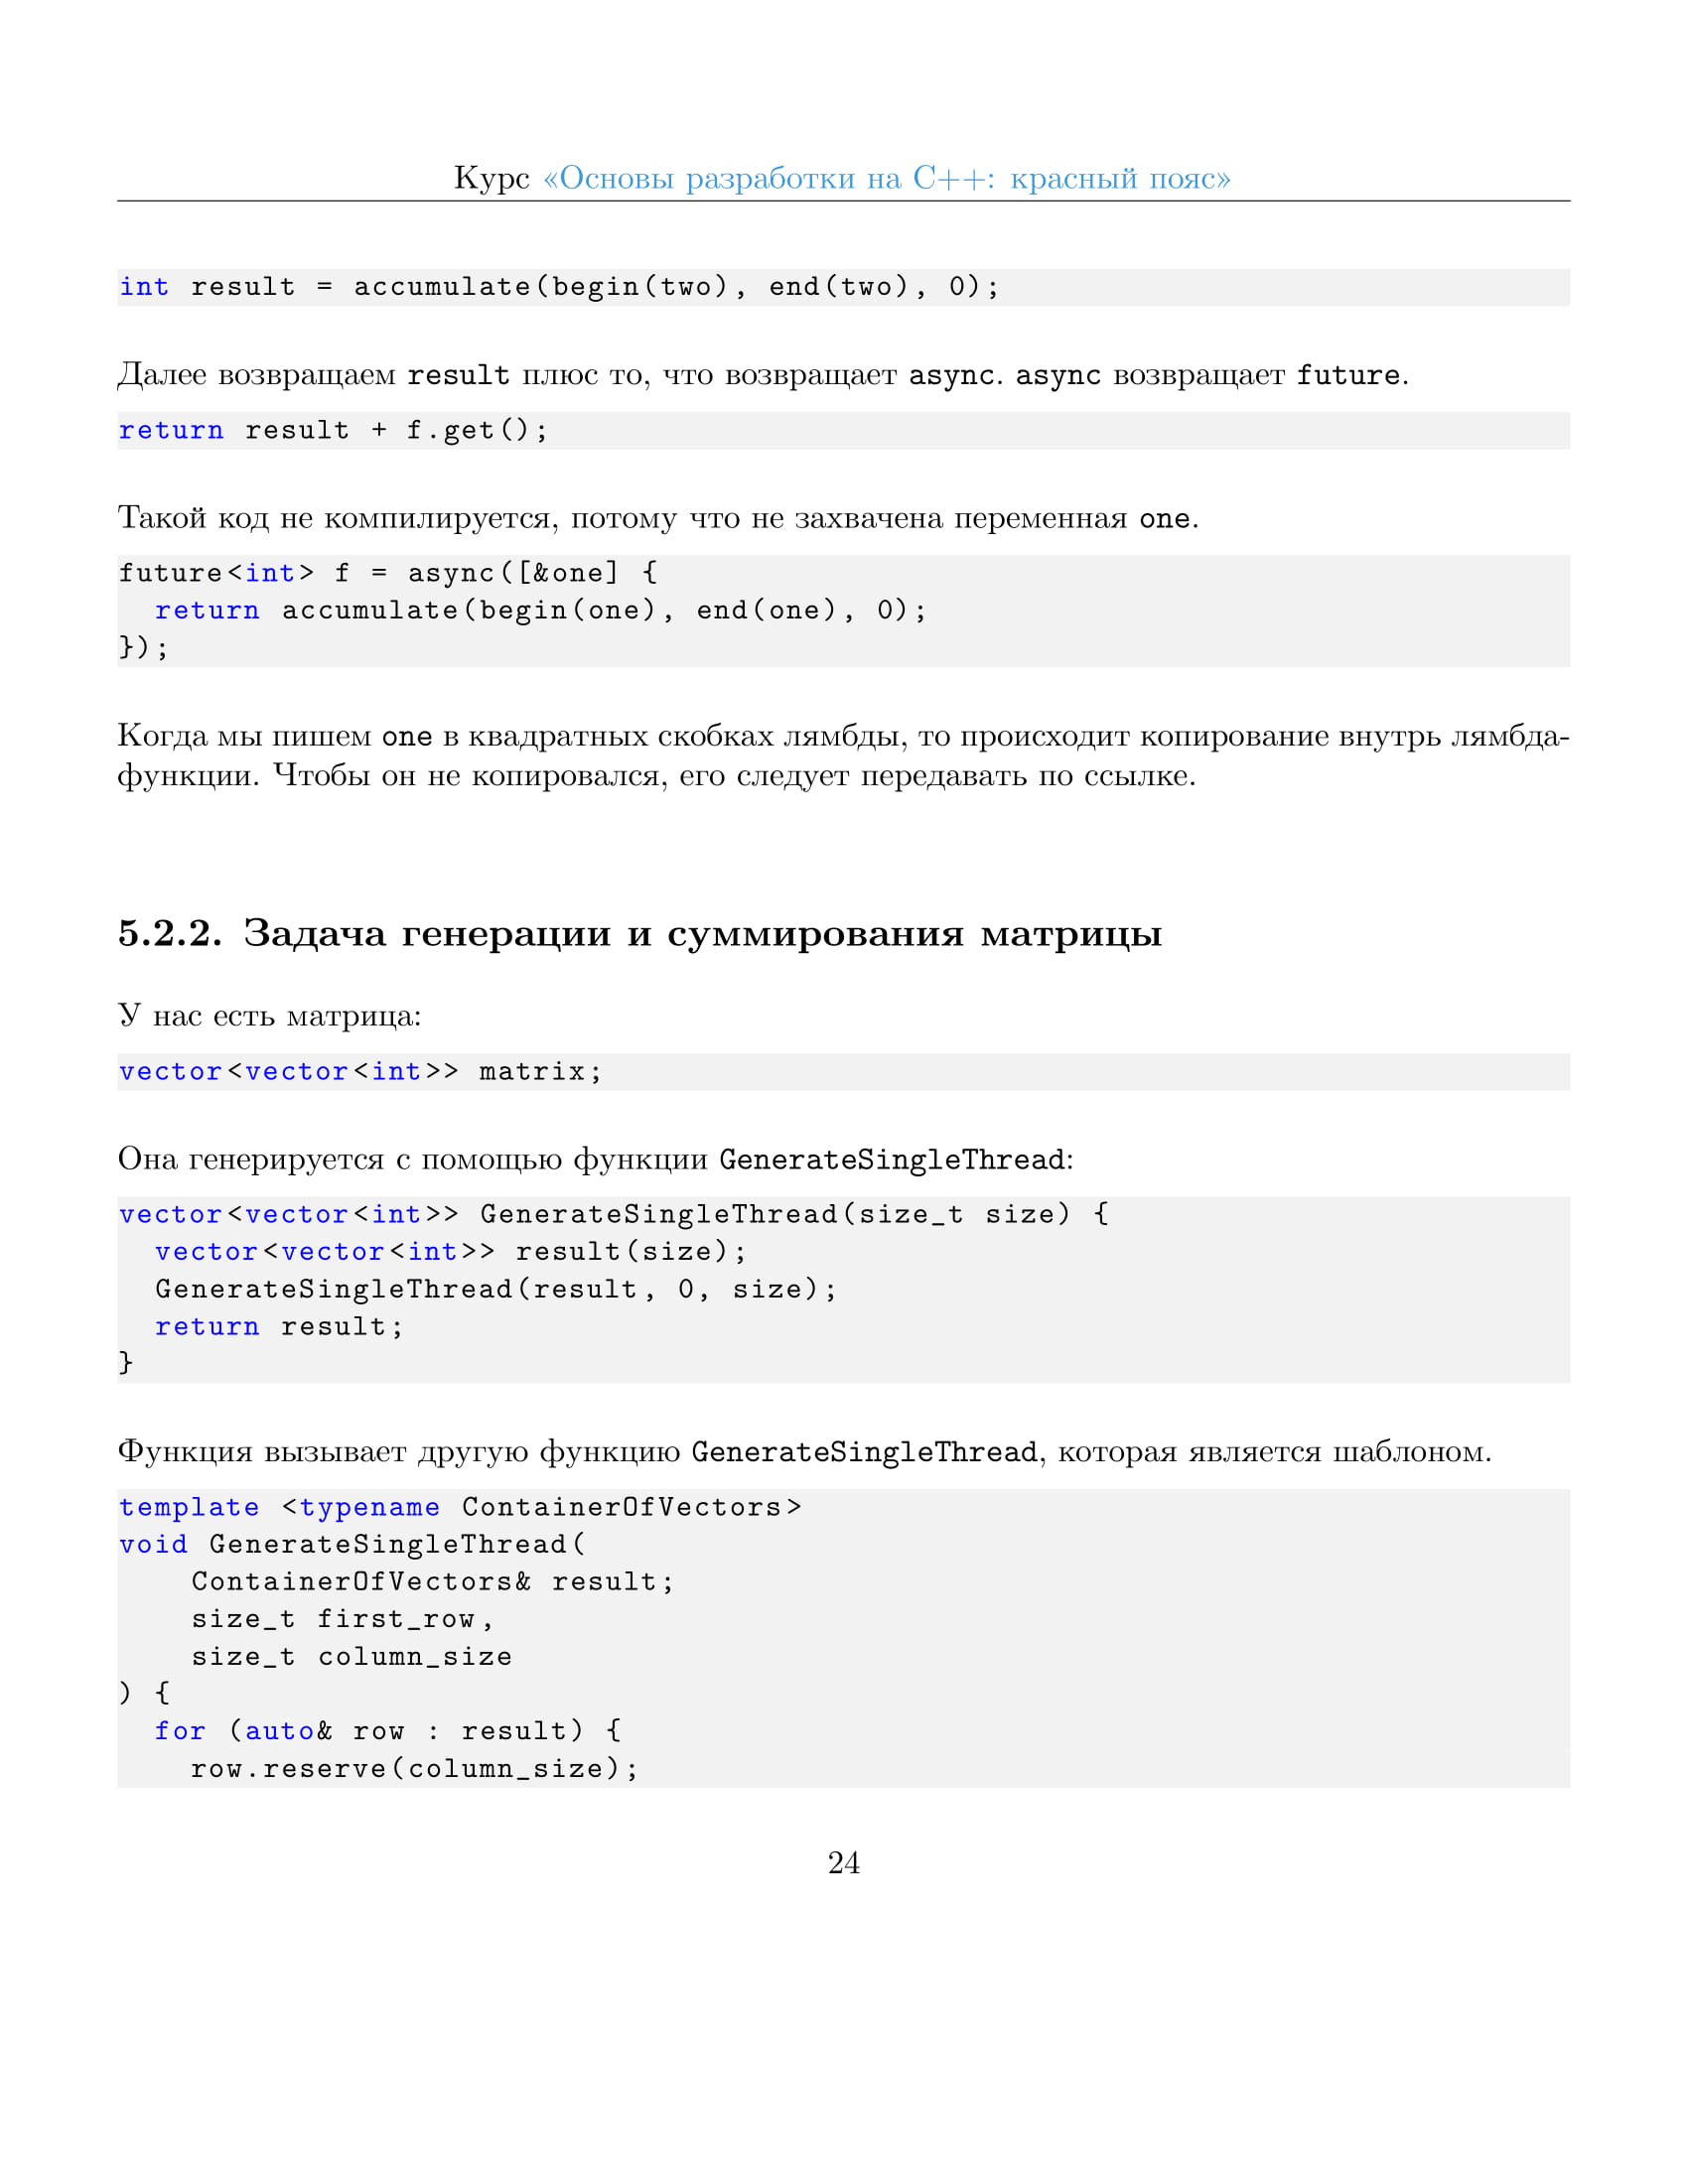 Курс «Основы разработки на C++: красный пояс»
int result = accumulate(begin(two), end(two), 0);
Далее возвращаем result плюс то, что возвращает async. async возвращает future.
return result + f.get();
Такой код не компилируется, потому что не захвачена переменная one.
future<int> f = async([&one] {
  return accumulate(begin(one), end(one), 0);
});
Когда мы пишем one в квадратных скобках лямбды, то происходит копирование внутрь лямбда-
функции. Чтобы он не копировался, его следует передавать по ссылке.
5.2.2. Задача генерации и суммирования матрицы
У нас есть матрица:
vector<vector<int>> matrix;
Она генерируется с помощью функции GenerateSingleThread:
vector<vector<int>> GenerateSingleThread(size_t size) {
  vector<vector<int>> result(size);
  GenerateSingleThread(result, 0, size);
  return result;
}
Функция вызывает другую функцию GenerateSingleThread, которая является шаблоном.
template <typename ContainerOfVectors>
void GenerateSingleThread(
    ContainerOfVectors& result;
    size_t first_row,
    size_t column_size
) {
  for (auto& row : result) {
    row.reserve(column_size);
24